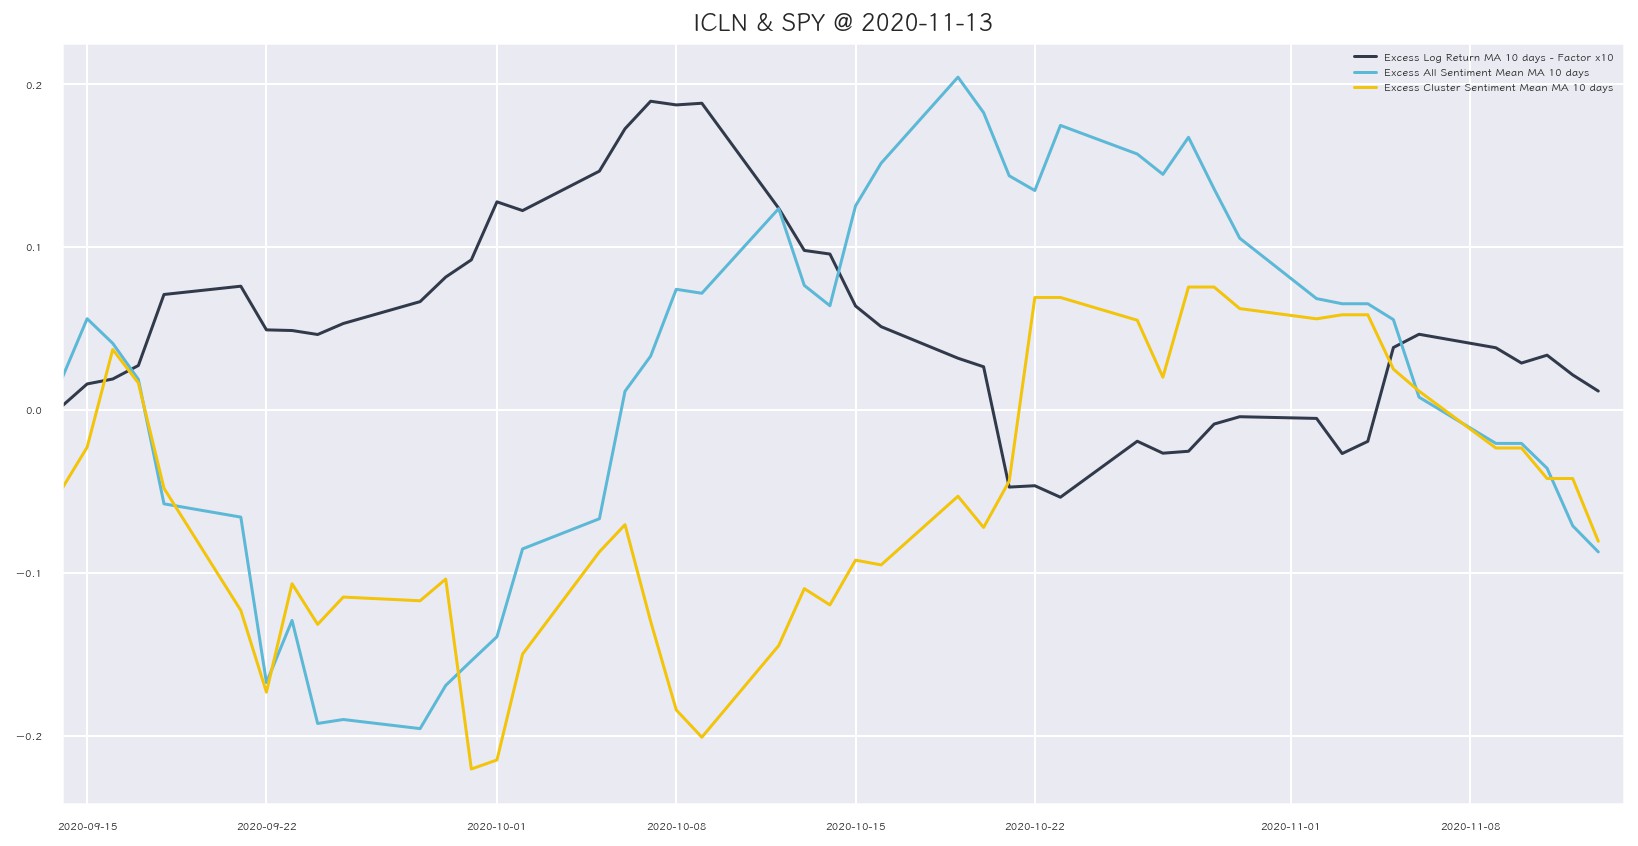 ICLN & SPY @ 2020-11-13
Excess Log Return MA 10 days - Factor x10
Excess All Sentiment Mean MA 10 days
Excess Cluster Sentiment Mean MA 10 days
0.2
0.1
0.0
−0.1
−0.2
2020-09-15 2020-09-22 2020-10-01 2020-10-08 2020-10-15 2020-10-22 2020-11-01 2020-11-08